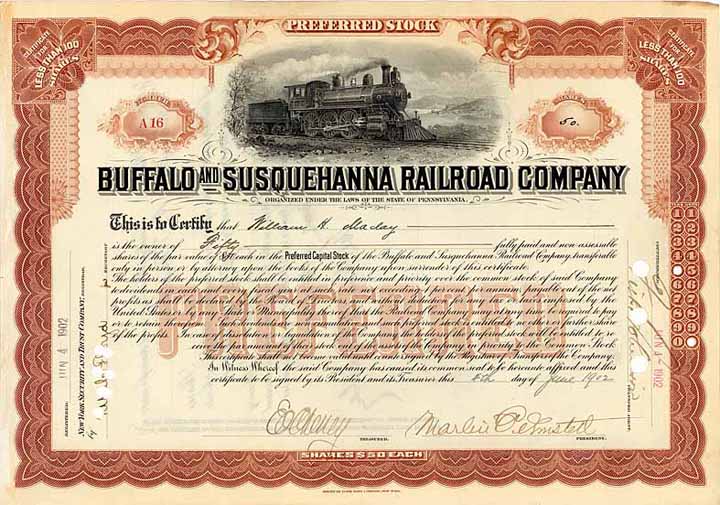 PREFERRED STOCK
CERTIFICATE FOR LESS THAN 100 SHARES
CERTIFICATE FOR LESS THAN 100 SHARES
NUMBER
A 16
SHARES
50.
BUFFALO AND SUSQUEHANNA RAILROAD COMPANY
ORGANIZED UNDER THE LAWS OF THE STATE OF PENNSYLVANIA.
This is to Certify that William H. Maclay
is the owner of Fifty fully paid and non-assessable
shares of the par value of $50 each in the Preferred Capital Stock of the Buffalo and Susquehanna Railroad Company, transferable
only in person or by attorney upon the books of the Company upon surrender of this certificate.
The holders of the preferred stock shall be entitled in preference and priority over the common stock of said Company
to dividends in each and every fiscal year at such rate not exceeding four per cent per annum, payable out of the net
profits as shall be declared by the Board of Directors, without deduction for any tax or taxes imposed by the
United States or any State or Municipality thereof that the Railroad Company may at any time be required to pay
or to retain therefrom. Such dividends are non-cumulative and such preferred stock is entitled to no other or further share
of the profits. In case of dissolution or liquidation of the Company the holders of the preferred stock will be entitled to re-
cover the par value of their stock out of the assets of the Company in priority to the Common Stock.
This certificate shall not become valid until countersigned by the Registrar of Transfers of the Company.
In Witness Whereof the said Company has caused its common seal to be hereunto affixed and this
certificate to be signed by its President and its Treasurer this day of June 1902
PREFERRED
TREASURER.
PRESIDENT.
SHARES $50 EACH
REGISTERED:
JUN 4 1902
NEW YORK SECURITY AND TRUST COMPANY, REGISTRAR,
by
JUN 4 1902